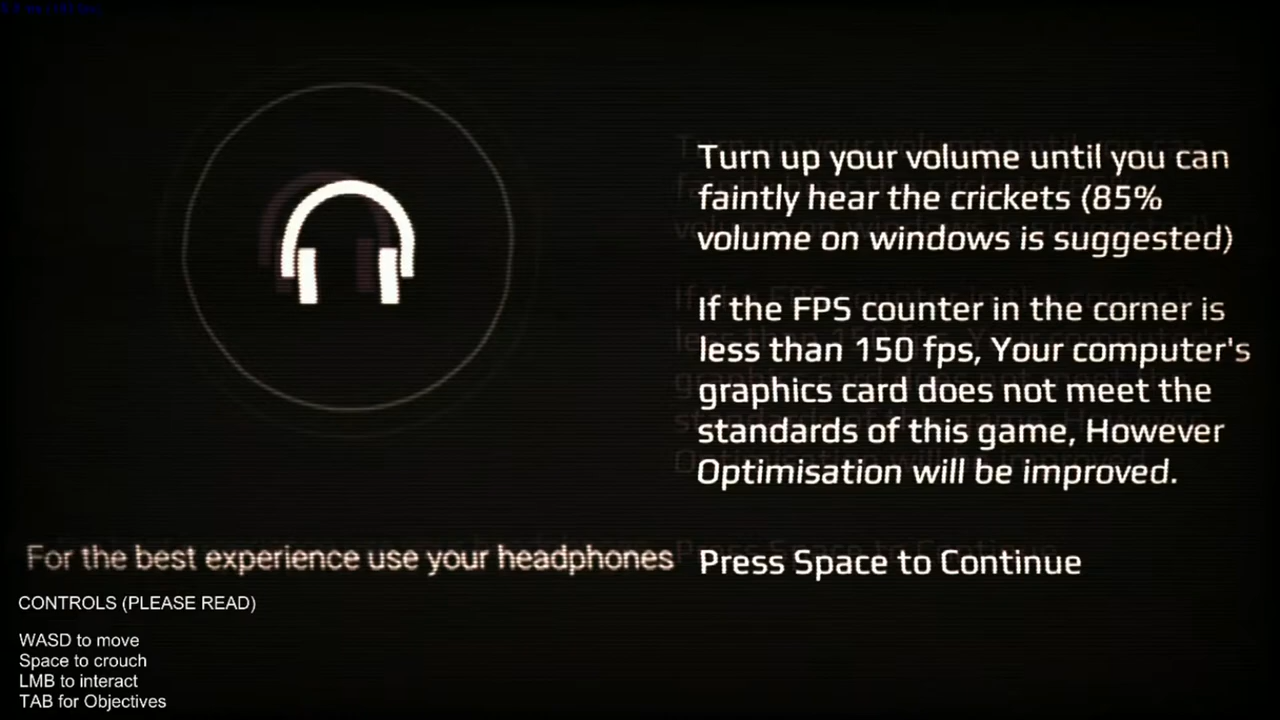 Turn up your volume until you can
faintly hear the crickets (85%
volume on windows is suggested)
If the FPS counter in the corner is
less than 150 fps, Your computer's
graphics card does not meet the
standards of this game, However
Optimisation will be improved.
For the best experience use your headphones
Press Space to Continue
CONTROLS (PLEASE READ)
WASD to move
Space to crouch
LMB to interact
TAB for Objectives